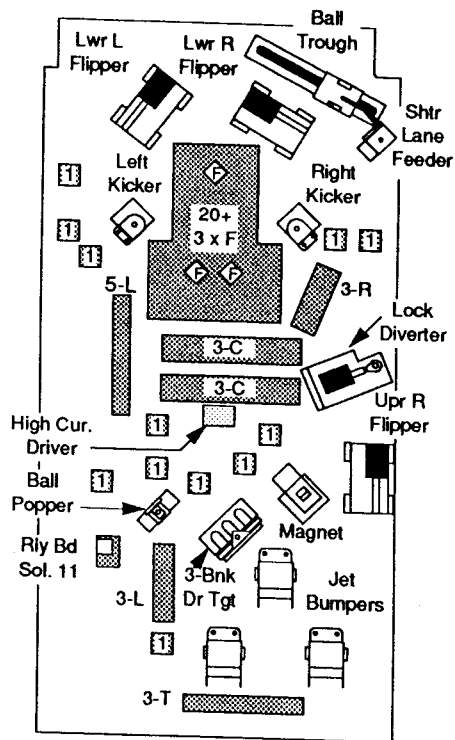 Ball
Trough
Lwr L
Flipper
Lwr R
Flipper
Shtr
Lane
Feeder
Left
Kicker
Right
Kicker
F
20+
3 x F
F
F
1
1
1
1
1
5-L
3-R
3-C
3-C
Lock
Diverter
Upr R
Flipper
High Cur.
Driver
1
1
1
1
1
1
Ball
Popper
Magnet
Rly Bd
Sol. 11
3-Bnk
Dr Tgt
3-L
Jet
Bumpers
1
3-T